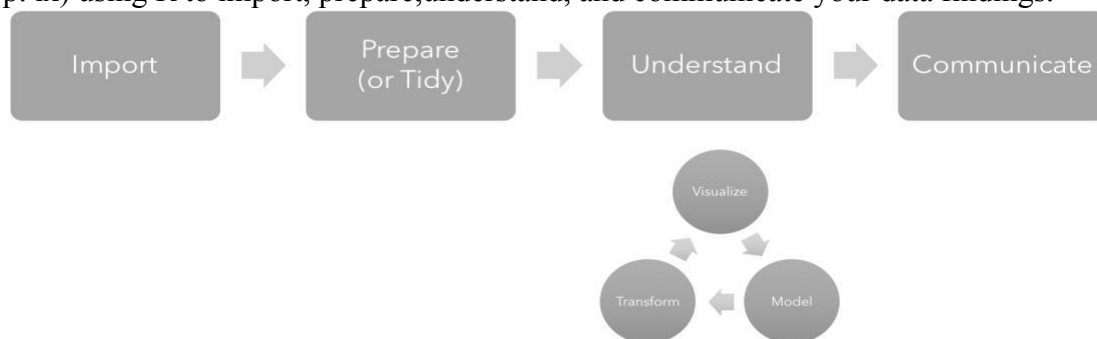 p. ix) using R to import, prepare,understand, and communicate your data findings.
Import
Prepare
(or Tidy)
Understand
Communicate
Visualize
Transform
Model